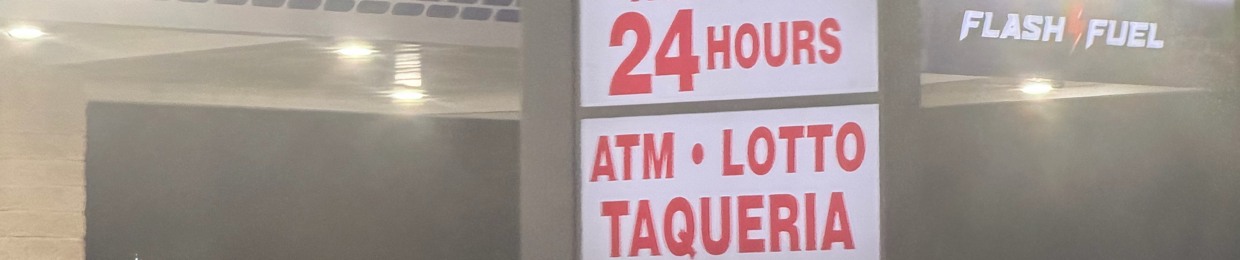 24 HOURS
FLASH FUEL
ATM • LOTTO
TAQUERIA